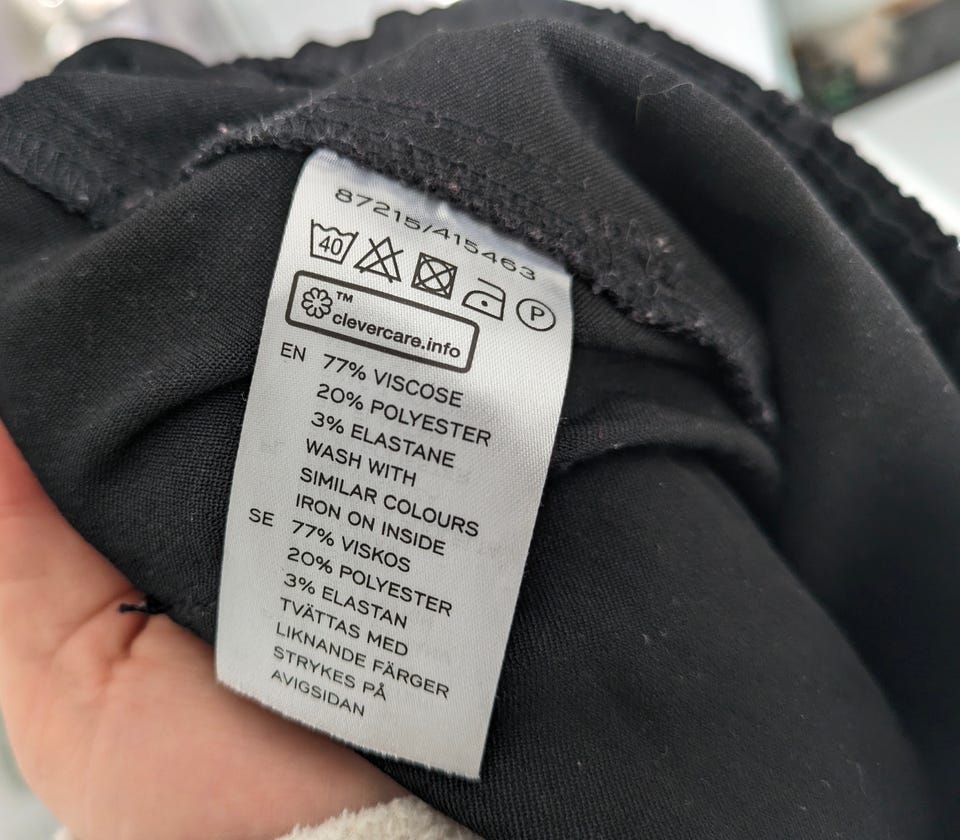 87215/415463
40 P
™
clevercare.info
EN 77% VISCOSE
20% POLYESTER
3% ELASTANE
WASH WITH
SIMILAR COLOURS
IRON ON INSIDE
SE 77% VISKOS
20% POLYESTER
3% ELASTAN
TVÄTTAS MED
LIKNANDE FÄRGER
STRYKES PÅ
AVIGSIDAN